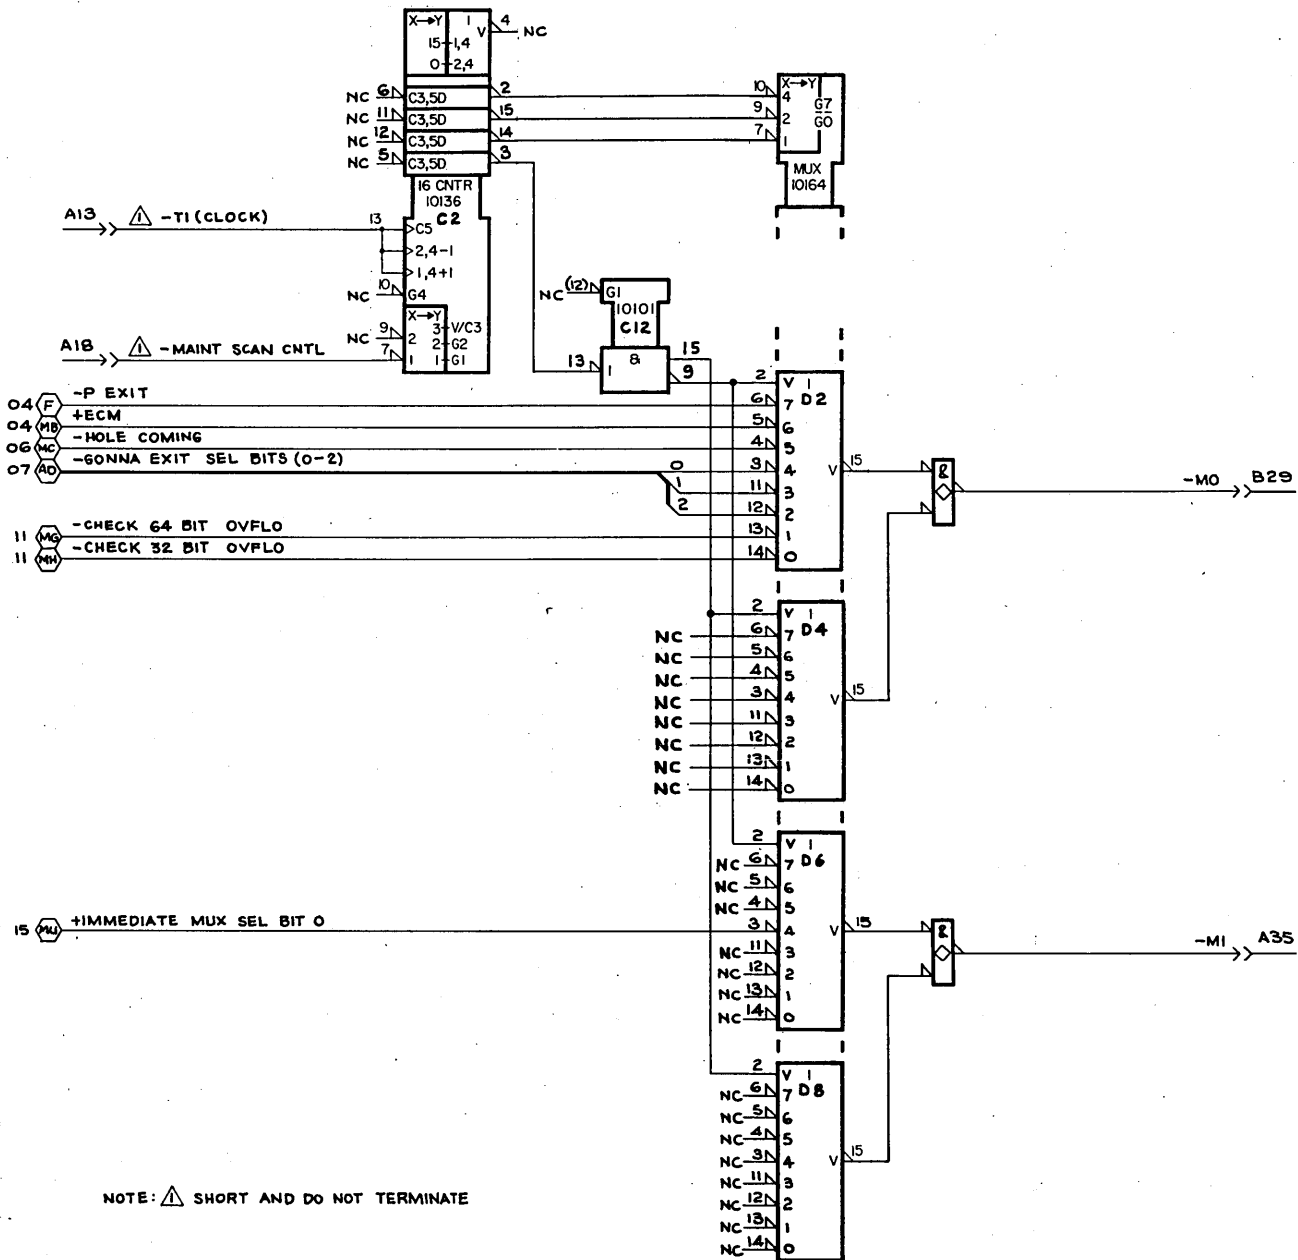 X→Y 1 4
V NC
15 1,4
0 2,4
NC 6 C3,5D 2
NC 11 C3,5D 15
NC 12 C3,5D 14
NC 5 C3,5D 3
10 X→Y
4 G7
9 2 G0
7 1
MUX
10164
16 CNTR
10136
C2
A13 1 -T1 (CLOCK) 13 C5
2,4-1
1,4+1
NC 10 G4
X→Y
3 V/C3
NC 9 2 2 G2
A18 1 -MAINT SCAN CNTL 7 1 1 G1
NC (12) G1
10101
C12
&
13 1 15
9
2 V 1
D2
04 F -P EXIT 6 7
04 MB +ECM 5 6
06 MC -HOLE COMING 4 5
07 AD -GONNA EXIT SEL BITS (0-2) 0 3 4 V 15 &
1 11 3
2 12 2
-M0 B29
11 MG -CHECK 64 BIT OVFLO 13 1
11 MH -CHECK 32 BIT OVFLO 14 0
2 V 1
D4
NC 6 7
NC 5 6
NC 4 5
NC 3 4 V 15
NC 11 3
NC 12 2
NC 13 1
NC 14 0
2 V 1
D6
NC 6 7
NC 5 6
NC 4 5
15 MU +IMMEDIATE MUX SEL BIT 0 3 4 V 15 &
NC 11 3
-M1 A35
NC 12 2
NC 13 1
NC 14 0
2 V 1
D8
NC 6 7
NC 5 6
NC 4 5
NC 3 4 V 15
NC 11 3
NC 12 2
NC 13 1
NC 14 0
NOTE: 1 SHORT AND DO NOT TERMINATE